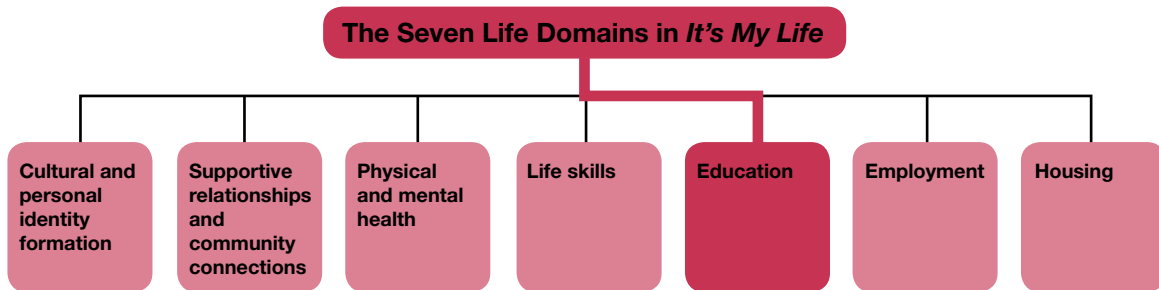 The Seven Life Domains in It's My Life
Cultural and
personal
identity
formation
Supportive
relationships
and
community
connections
Physical
and mental
health
Life skills
Education
Employment
Housing